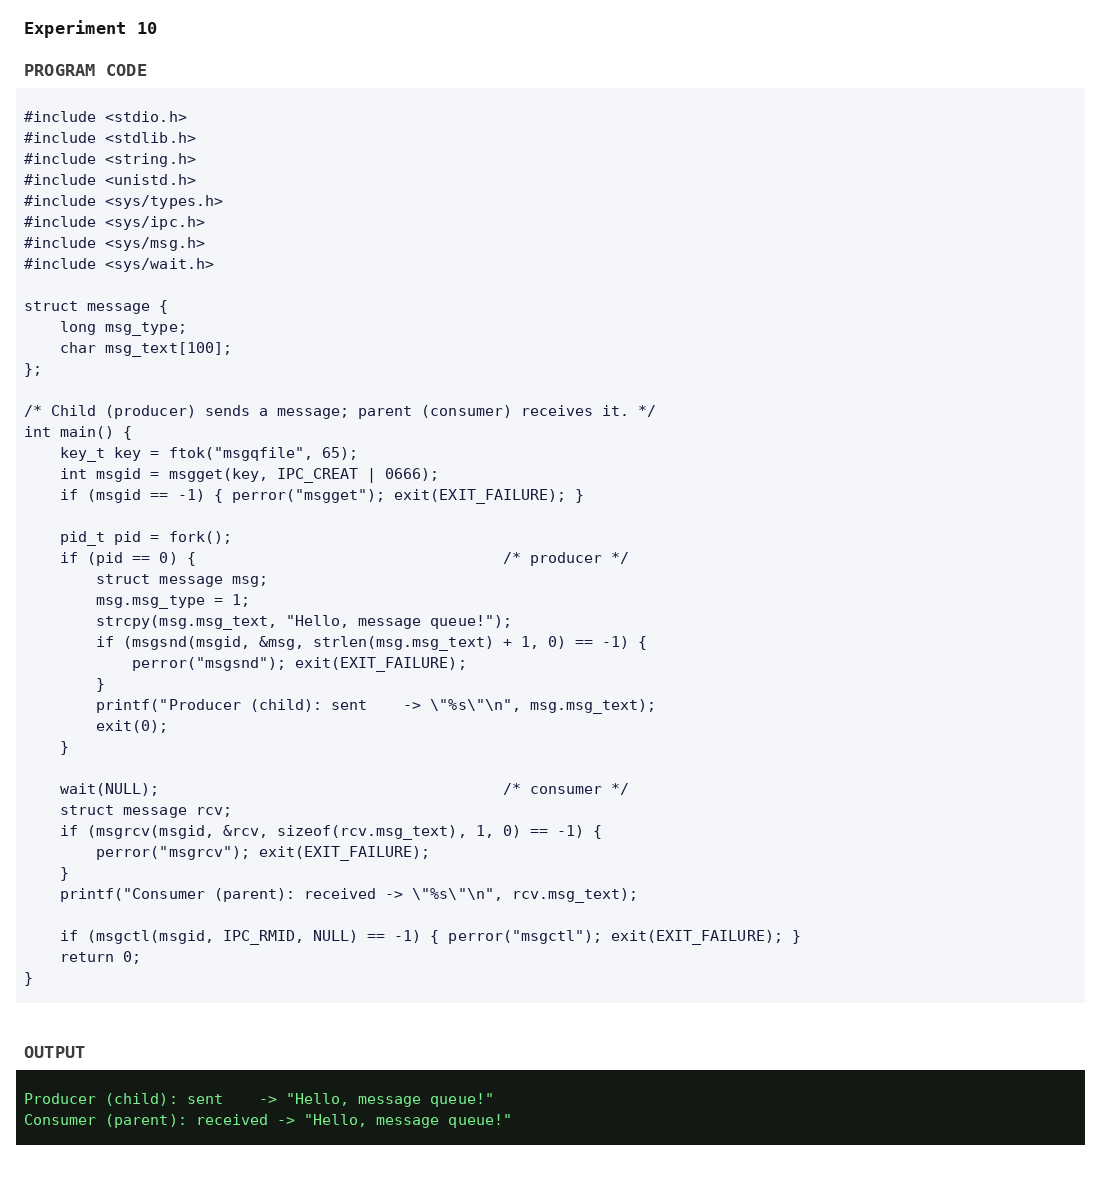 Experiment 10
PROGRAM CODE
#include <stdio.h>
#include <stdlib.h>
#include <string.h>
#include <unistd.h>
#include <sys/types.h>
#include <sys/ipc.h>
#include <sys/msg.h>
#include <sys/wait.h>

struct message {
    long msg_type;
    char msg_text[100];
};

/* Child (producer) sends a message; parent (consumer) receives it. */
int main() {
    key_t key = ftok("msgqfile", 65);
    int msgid = msgget(key, IPC_CREAT | 0666);
    if (msgid == -1) { perror("msgget"); exit(EXIT_FAILURE); }

    pid_t pid = fork();
    if (pid == 0) {                                  /* producer */
        struct message msg;
        msg.msg_type = 1;
        strcpy(msg.msg_text, "Hello, message queue!");
        if (msgsnd(msgid, &msg, strlen(msg.msg_text) + 1, 0) == -1) {
            perror("msgsnd"); exit(EXIT_FAILURE);
        }
        printf("Producer (child): sent    -> \"%s\"\n", msg.msg_text);
        exit(0);
    }

    wait(NULL);                                      /* consumer */
    struct message rcv;
    if (msgrcv(msgid, &rcv, sizeof(rcv.msg_text), 1, 0) == -1) {
        perror("msgrcv"); exit(EXIT_FAILURE);
    }
    printf("Consumer (parent): received -> \"%s\"\n", rcv.msg_text);

    if (msgctl(msgid, IPC_RMID, NULL) == -1) { perror("msgctl"); exit(EXIT_FAILURE); }
    return 0;
}
OUTPUT
Producer (child): sent    -> "Hello, message queue!"
Consumer (parent): received -> "Hello, message queue!"